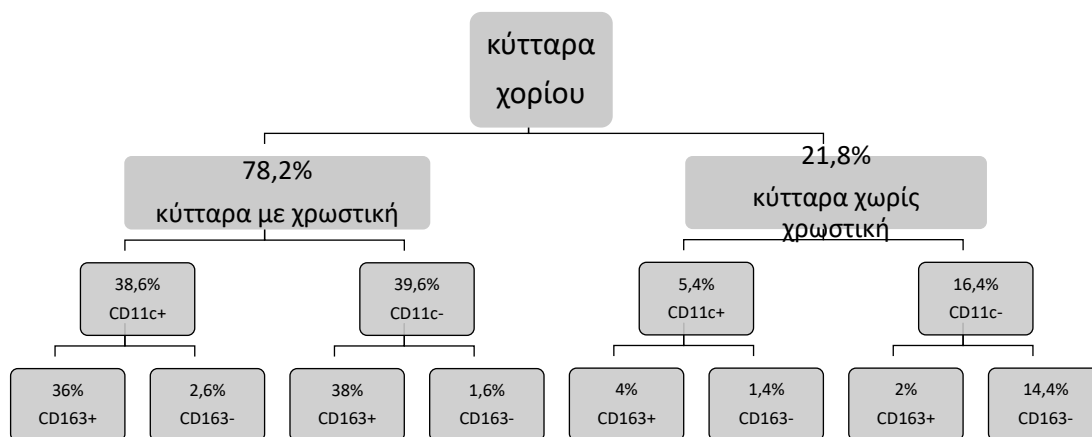 κύτταρα
χορίου
78,2%
κύτταρα με χρωστική
21,8%
κύτταρα χωρίς
χρωστική
38,6%
CD11c+
39,6%
CD11c-
5,4%
CD11c+
16,4%
CD11c-
36%
CD163+
2,6%
CD163-
38%
CD163+
1,6%
CD163-
4%
CD163+
1,4%
CD163-
2%
CD163+
14,4%
CD163-